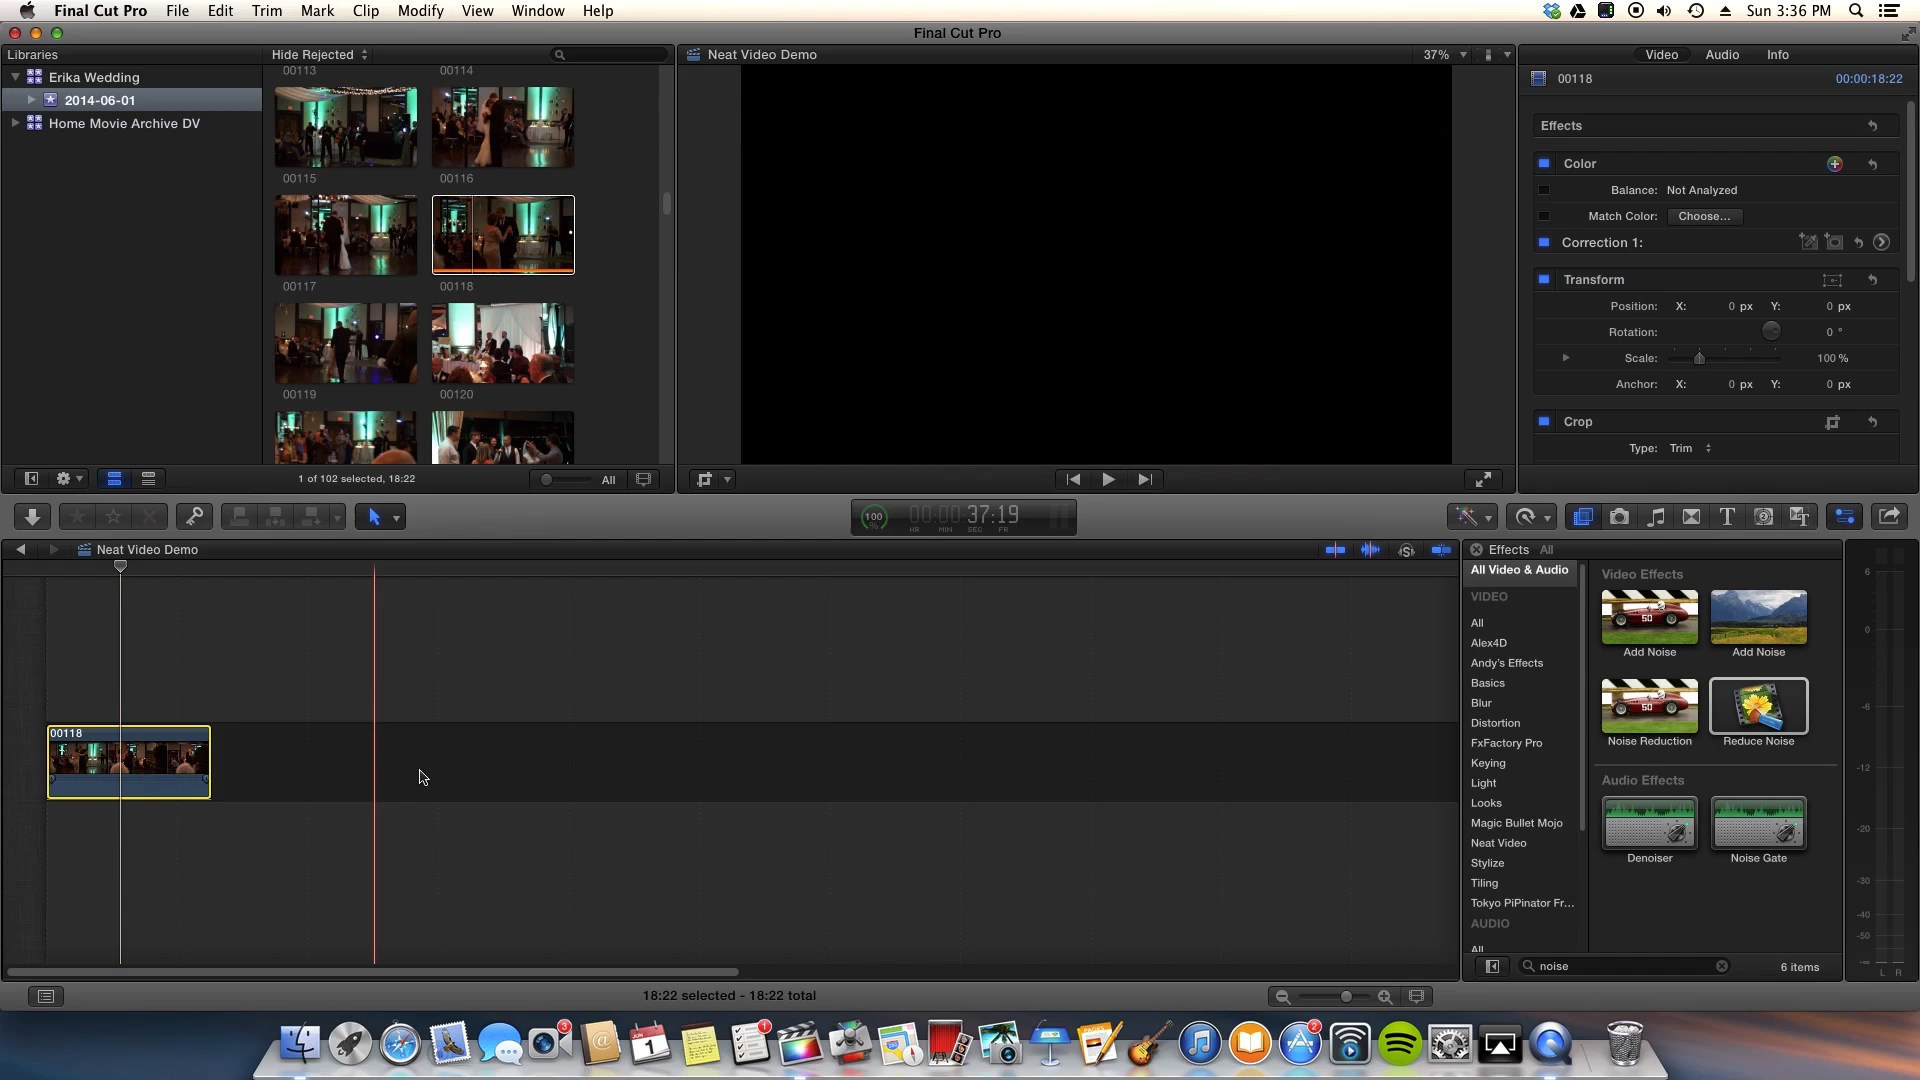 Final Cut Pro File Edit Trim Mark Clip Modify View Window Help Sun 3:36 PM
Final Cut Pro
Libraries Hide Rejected Neat Video Demo 37% Video Audio Info
Erika Wedding
2014-06-01
Home Movie Archive DV
00113 00114
00115 00116
00117 00118
00119 00120
1 of 102 selected, 18:22 All
00118 00:00:18:22
Effects
Color
Balance: Not Analyzed
Match Color: Choose...
Correction 1:
Transform
Position: X: 0 px Y: 0 px
Rotation: 0 °
Scale: 100 %
Anchor: X: 0 px Y: 0 px
Crop
Type: Trim
100 % 00:00:37:19
HR MIN SEC FR
Neat Video Demo
00118
Effects All
All Video & Audio
VIDEO
All
Alex4D
Andy's Effects
Basics
Blur
Distortion
FxFactory Pro
Keying
Light
Looks
Magic Bullet Mojo
Neat Video
Stylize
Tiling
Tokyo PiPinator Fr...
AUDIO
All
Video Effects
Add Noise Add Noise
Noise Reduction Reduce Noise
Audio Effects
Denoiser Noise Gate
noise 6 items
6
0
-6
-12
-20
-30
-40
-50
-∞
L R
18:22 selected - 18:22 total
3
JUN
1
1
PAGES
2